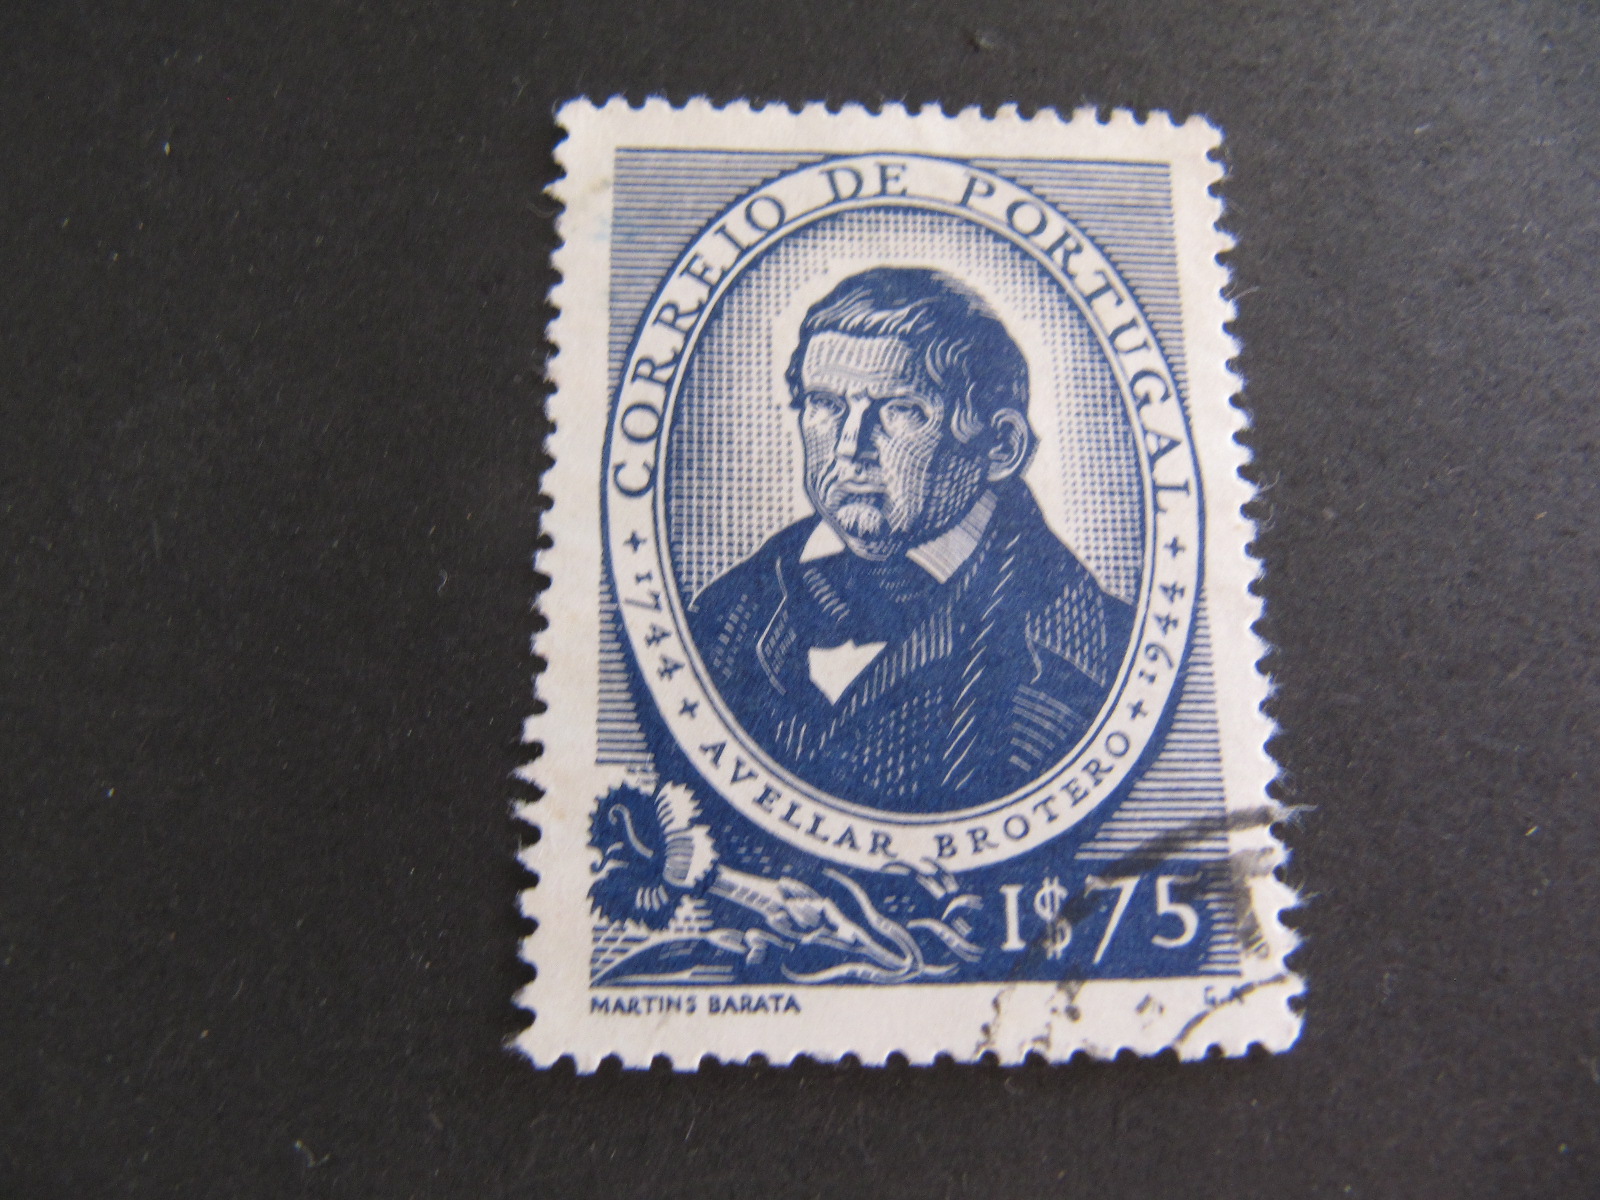 CORREIO DE PORTUGAL
1744 + AVELLAR BROTERO + 1944
1$75
MARTINS BARATA